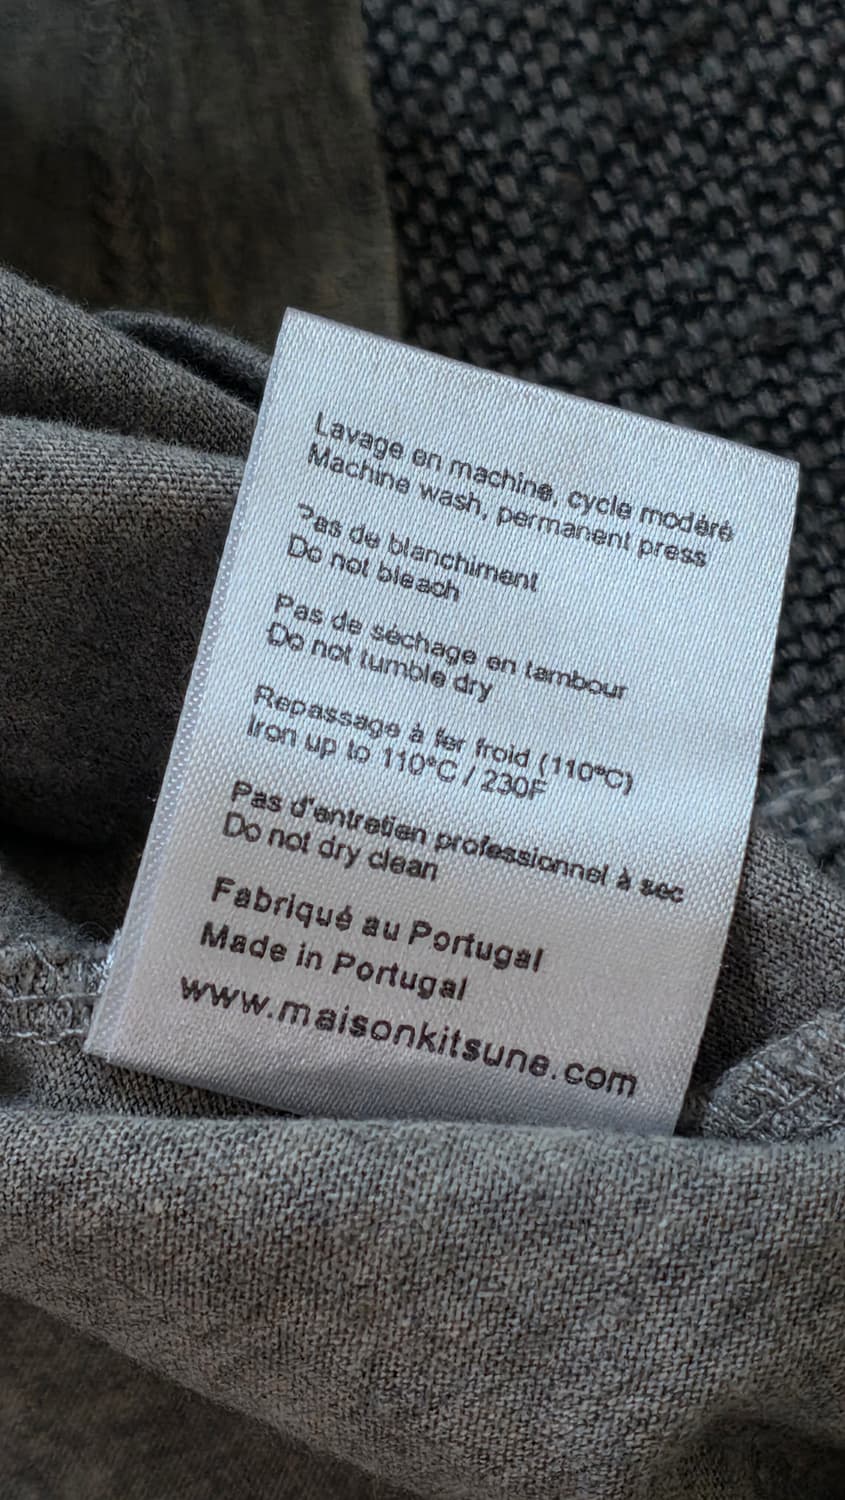 Lavage en machine, cycle modéré
Machine wash, permanent press
Pas de blanchiment
Do not bleach
Pas de séchage en tambour
Do not tumble dry
Repassage à fer froid (110°C)
Iron up to 110°C / 230F
Pas d'entretien professionnel à sec
Do not dry clean
Fabriqué au Portugal
Made in Portugal
www.maisonkitsune.com